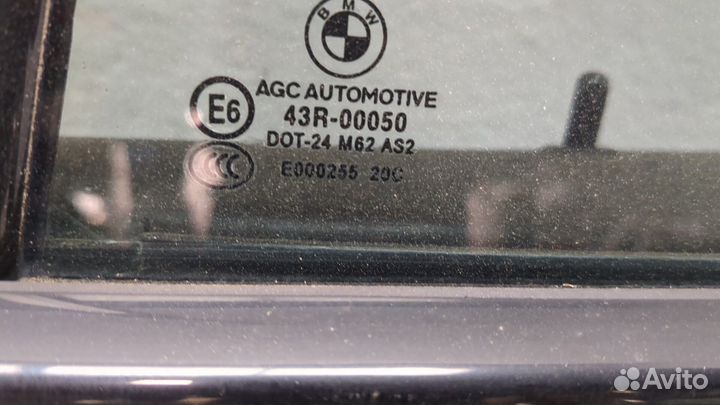 BMW
AGC AUTOMOTIVE
E6
43R-00050
DOT-24 M62 AS2
CCC
E000255 20C
Avito